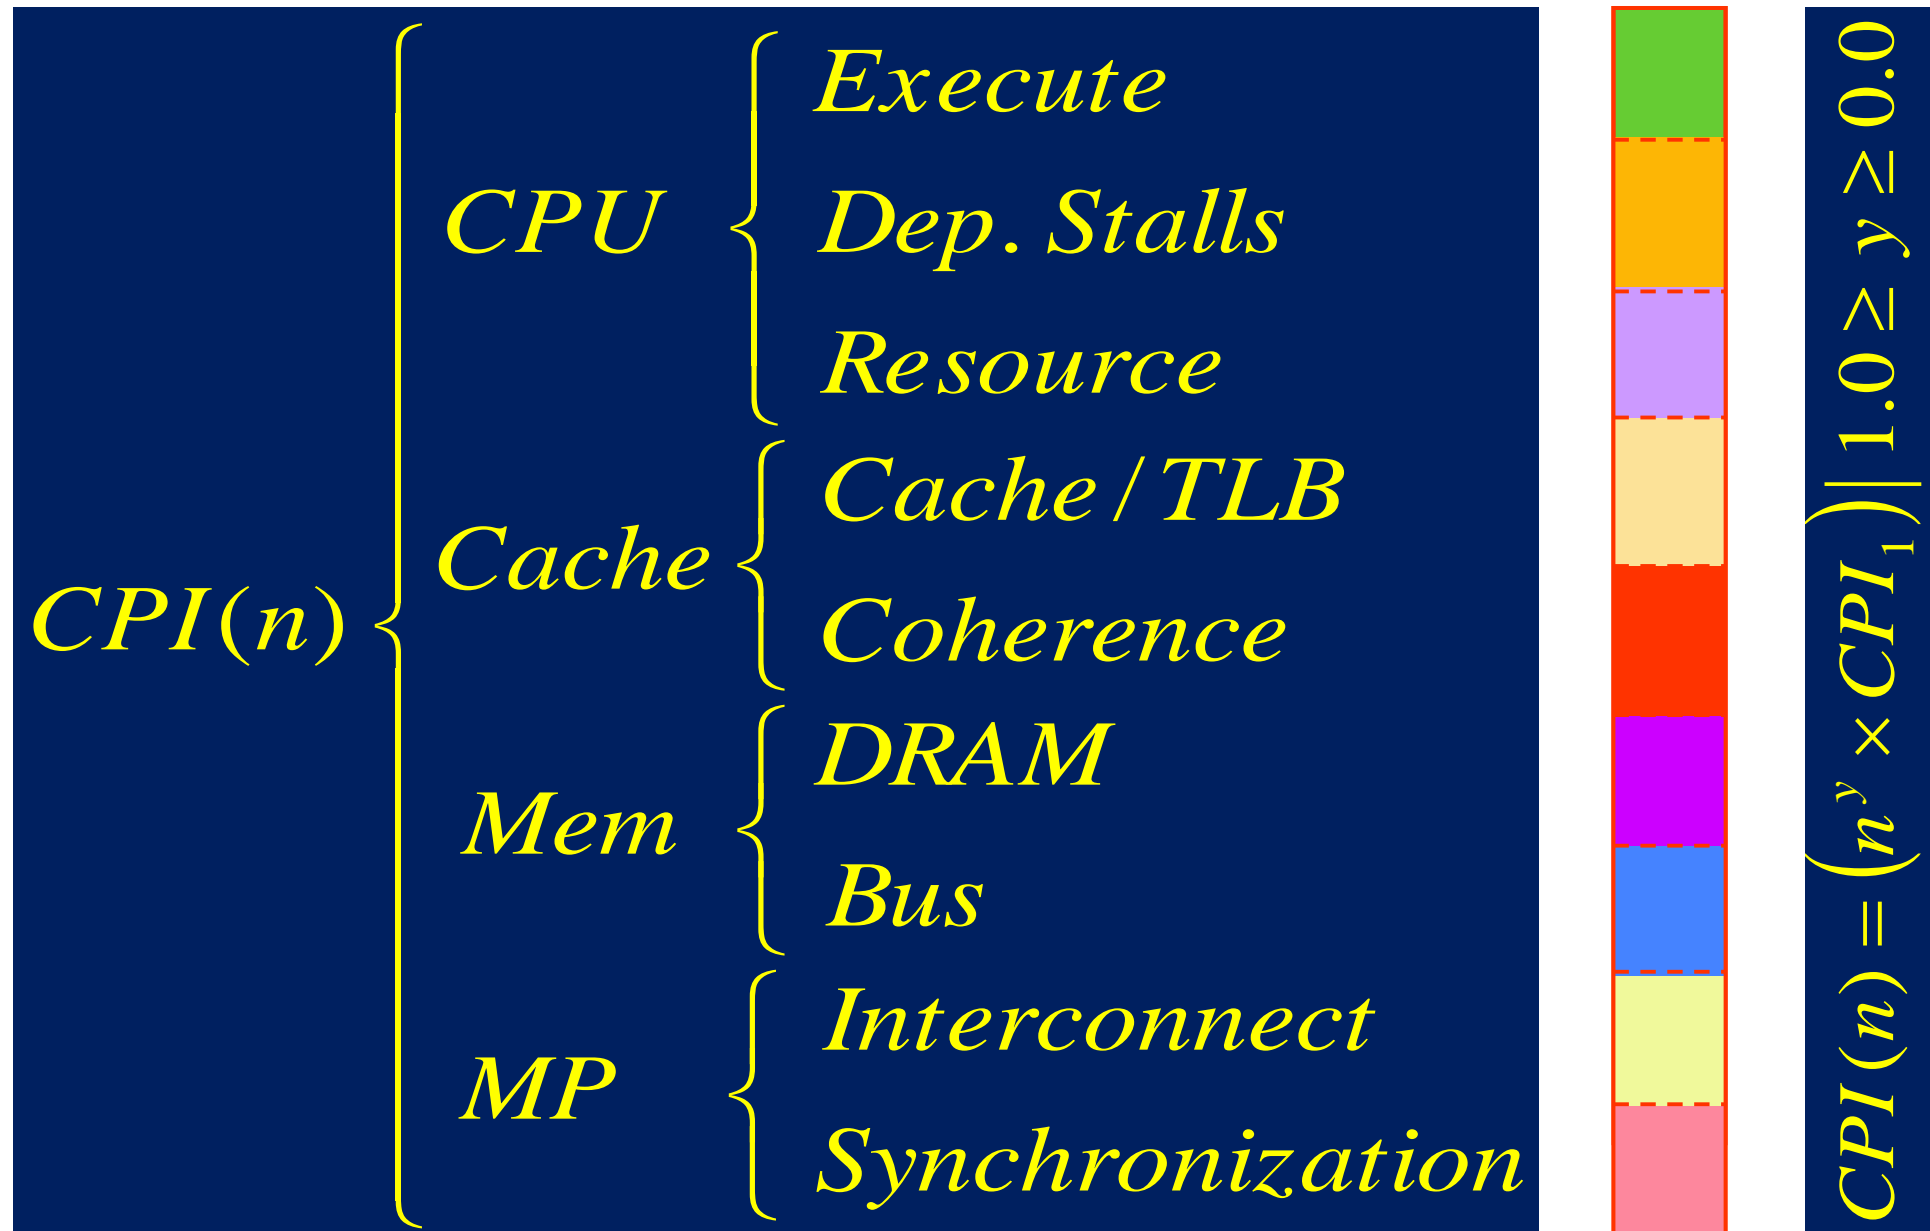 CPI(n)
CPU
Execute
Dep. Stalls
Resource
Cache
Cache/TLB
Coherence
Mem
DRAM
Bus
MP
Interconnect
Synchronization
CPI(n) = (n^y × CPI₁)‖ 1.0 ≥ y ≥ 0.0